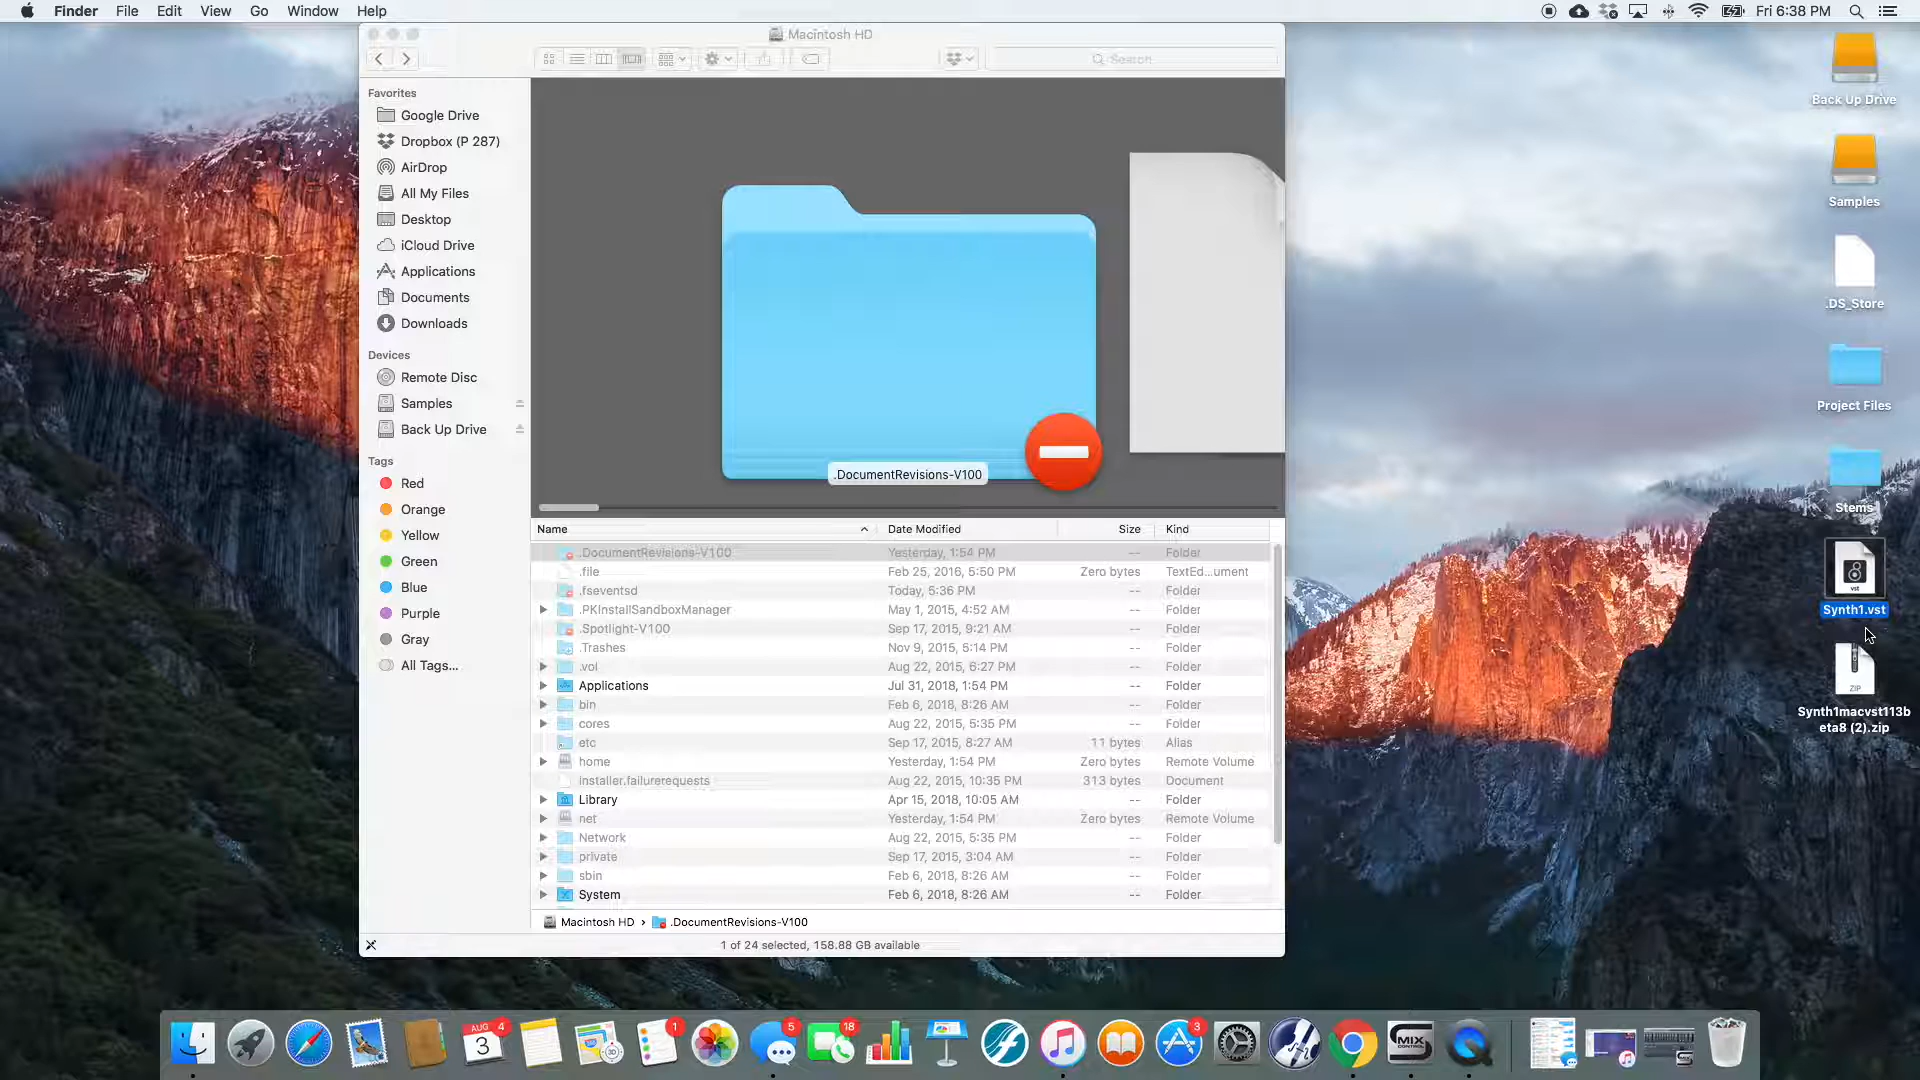 Finder File Edit View Go Window Help
Fri 6:38 PM
Macintosh HD
Search
Favorites
Google Drive
Dropbox (P 287)
AirDrop
All My Files
Desktop
iCloud Drive
Applications
Documents
Downloads
Devices
Remote Disc
Samples
Back Up Drive
Tags
Red
Orange
Yellow
Green
Blue
Purple
Gray
All Tags...
.DocumentRevisions-V100
Name Date Modified Size Kind
.DocumentRevisions-V100 Yesterday, 1:54 PM -- Folder
.file Feb 25, 2016, 5:50 PM Zero bytes TextEd...ument
.fseventsd Today, 5:36 PM -- Folder
.PKInstallSandboxManager May 1, 2015, 4:52 AM -- Folder
.Spotlight-V100 Sep 17, 2015, 9:21 AM -- Folder
.Trashes Nov 9, 2015, 5:14 PM -- Folder
.vol Aug 22, 2015, 6:27 PM -- Folder
Applications Jul 31, 2018, 1:54 PM -- Folder
bin Feb 6, 2018, 8:26 AM -- Folder
cores Aug 22, 2015, 5:35 PM -- Folder
etc Sep 17, 2015, 8:27 AM 11 bytes Alias
home Yesterday, 1:54 PM Zero bytes Remote Volume
installer.failurerequests Aug 22, 2015, 10:35 PM 313 bytes Document
Library Apr 15, 2018, 10:05 AM -- Folder
net Yesterday, 1:54 PM Zero bytes Remote Volume
Network Aug 22, 2015, 5:35 PM -- Folder
private Sep 17, 2015, 3:04 AM -- Folder
sbin Feb 6, 2018, 8:26 AM -- Folder
System Feb 6, 2018, 8:26 AM -- Folder
Macintosh HD › .DocumentRevisions-V100
1 of 24 selected, 158.88 GB available
Back Up Drive
Samples
.DS_Store
Project Files
Stems
vst
Synth1.vst
ZIP
Synth1macvst113b
eta8 (2).zip
AUG 4
3
1
5
18
3
MIX
CONTROL